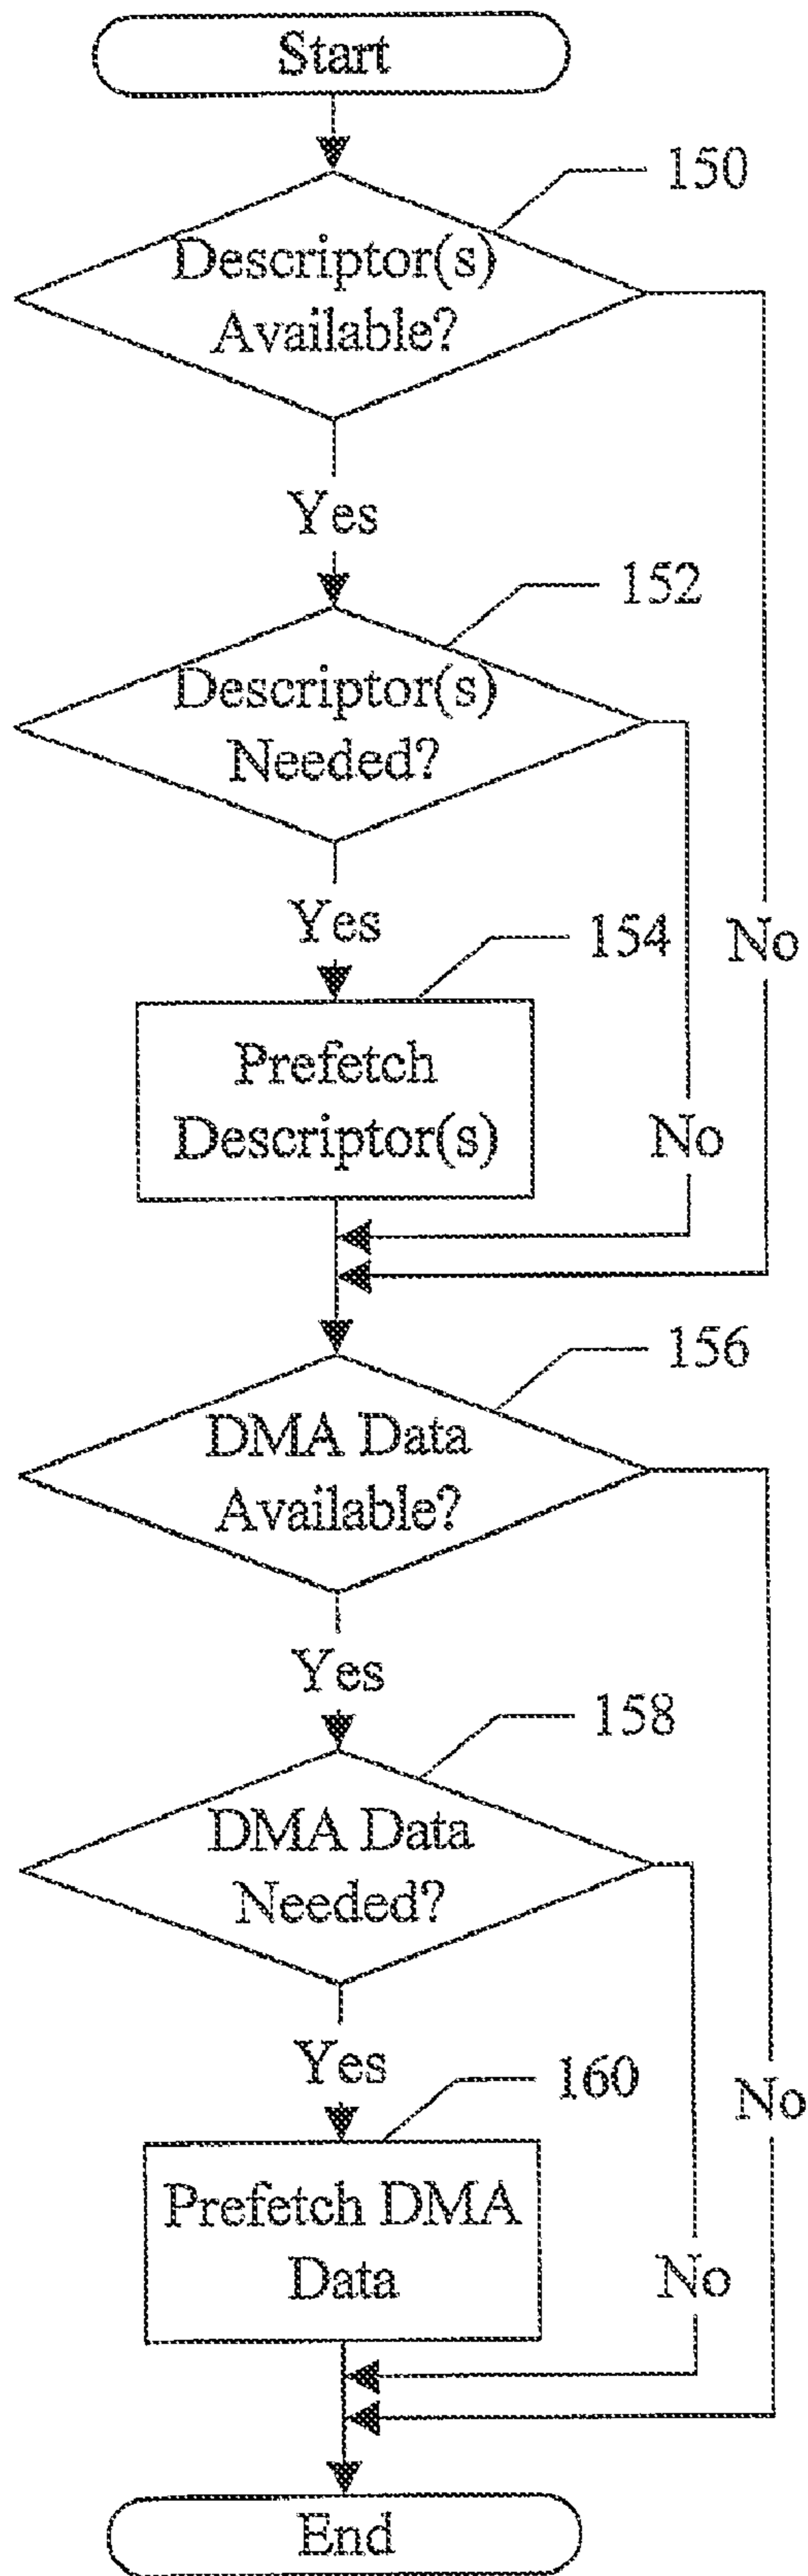 Start
150
Descriptor(s)
Available?
Yes
152
Descriptor(s)
Needed?
Yes
154
No
Prefetch
Descriptor(s)
No
156
DMA Data
Available?
Yes
158
DMA Data
Needed?
Yes
160
No
Prefetch DMA
Data
No
End